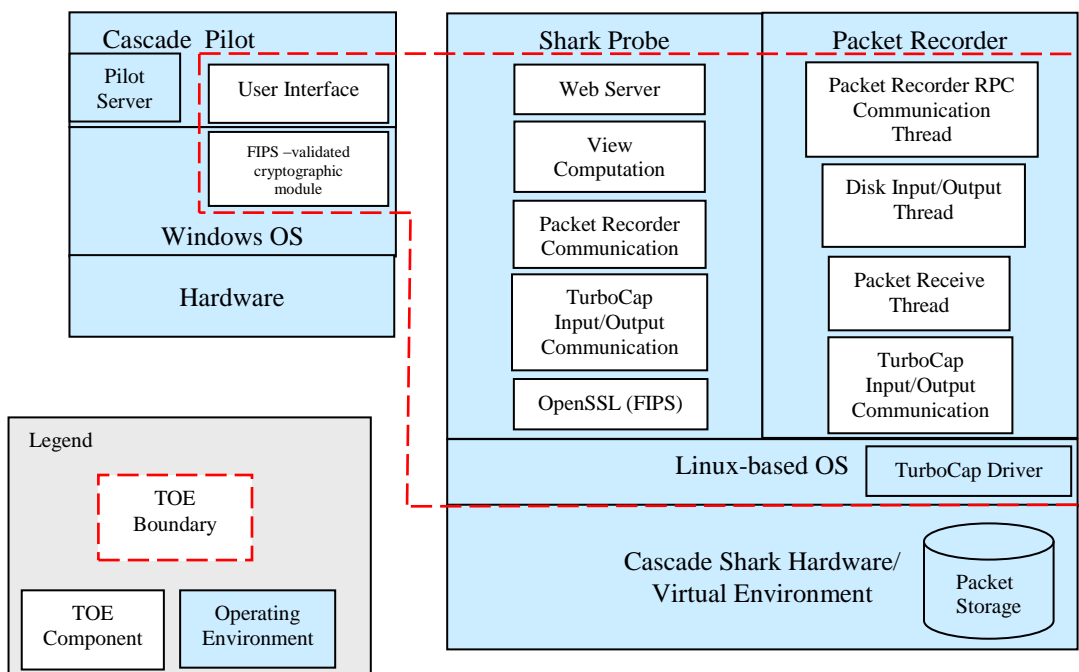 Cascade Pilot
Pilot
Server
User Interface
FIPS –validated
cryptographic
module
Windows OS
Hardware
Shark Probe
Web Server
View
Computation
Packet Recorder
Communication
TurboCap
Input/Output
Communication
OpenSSL (FIPS)
Packet Recorder
Packet Recorder RPC
Communication
Thread
Disk Input/Output
Thread
Packet Receive
Thread
TurboCap
Input/Output
Communication
Linux-based OS
TurboCap Driver
Cascade Shark Hardware/
Virtual Environment
Packet
Storage
Legend
TOE
Boundary
TOE
Component
Operating
Environment